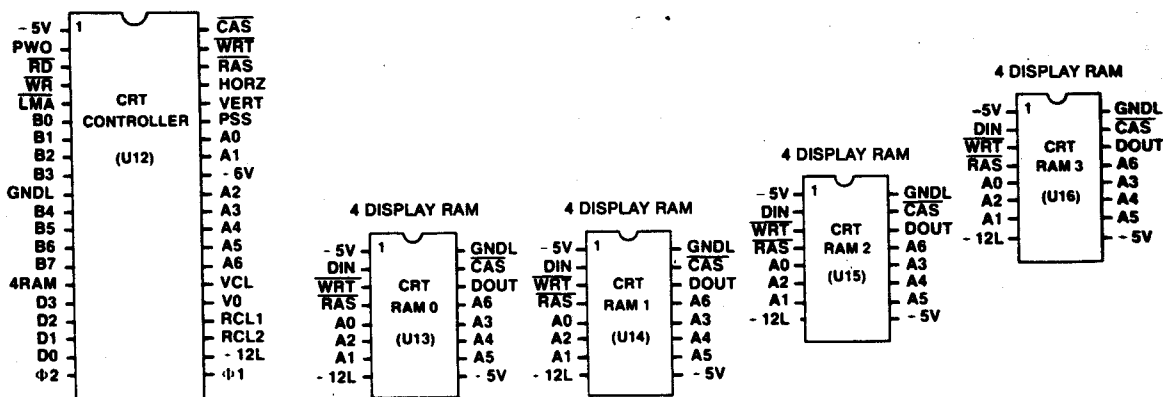 - 5V 1 CAS
PWO WRT
RD RAS
WR HORZ
LMA CRT VERT
B0 CONTROLLER PSS
B1 A0
B2 (U12) A1
B3 - 6V
GNDL A2
B4 A3
B5 A4
B6 A5
B7 A6
4RAM VCL
D3 V0
D2 RCL1
D1 RCL2
D0 - 12L
Φ2 Φ1
4 DISPLAY RAM
- 5V 1 GNDL
DIN CAS
WRT CRT DOUT
RAS RAM 0 A6
A0 A3
A2 (U13) A4
A1 A5
- 12L - 5V
4 DISPLAY RAM
- 5V 1 GNDL
DIN CAS
WRT CRT DOUT
RAS RAM 1 A6
A0 A3
A2 (U14) A4
A1 A5
- 12L - 5V
4 DISPLAY RAM
- 5V 1 GNDL
DIN CAS
WRT CRT DOUT
RAS RAM 2 A6
A0 A3
A2 (U15) A4
A1 A5
- 12L - 5V
4 DISPLAY RAM
-5V 1 GNDL
DIN CAS
WRT CRT DOUT
RAS RAM 3 A6
A0 A3
A2 (U16) A4
A1 A5
- 12L - 5V